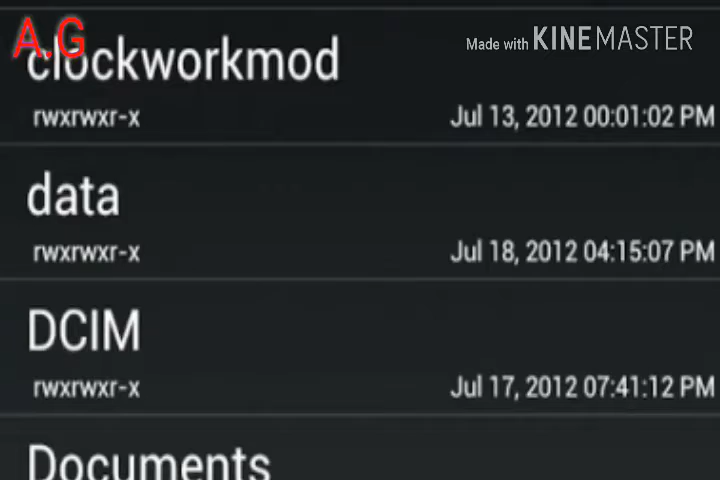 A.G
Made with KINEMASTER
clockworkmod
rwxrwxr-x Jul 13, 2012 00:01:02 PM
data
rwxrwxr-x Jul 18, 2012 04:15:07 PM
DCIM
rwxrwxr-x Jul 17, 2012 07:41:12 PM
Documents